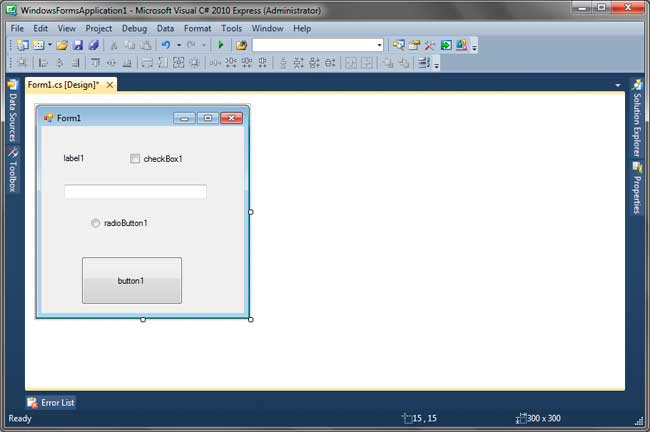 WindowsFormsApplication1 - Microsoft Visual C# 2010 Express (Administrator)
File Edit View Project Debug Data Format Tools Window Help
Form1.cs [Design]*
Data Sources
Toolbox
Form1
label1
checkBox1
radioButton1
button1
Solution Explorer
Properties
Error List
Ready
15 , 15
300 x 300